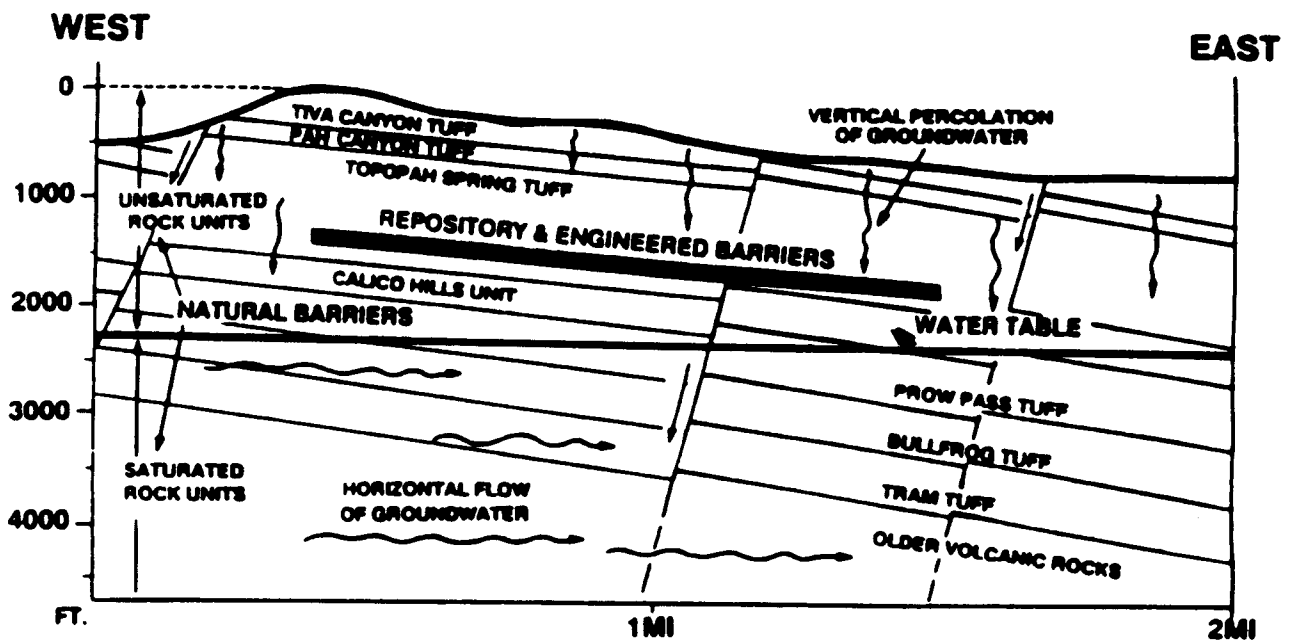 WEST
EAST
0
TIVA CANYON TUFF
PAH CANYON TUFF
TOPOPAH SPRING TUFF
VERTICAL PERCOLATION
OF GROUNDWATER
1000
UNSATURATED
ROCK UNITS
REPOSITORY & ENGINEERED BARRIERS
CALICO HILLS UNIT
2000
NATURAL BARRIERS
WATER TABLE
PROW PASS TUFF
3000
BULLFROG TUFF
SATURATED
ROCK UNITS
HORIZONTAL FLOW
OF GROUNDWATER
TRAM TUFF
4000
OLDER VOLCANIC ROCKS
FT.
1MI
2MI